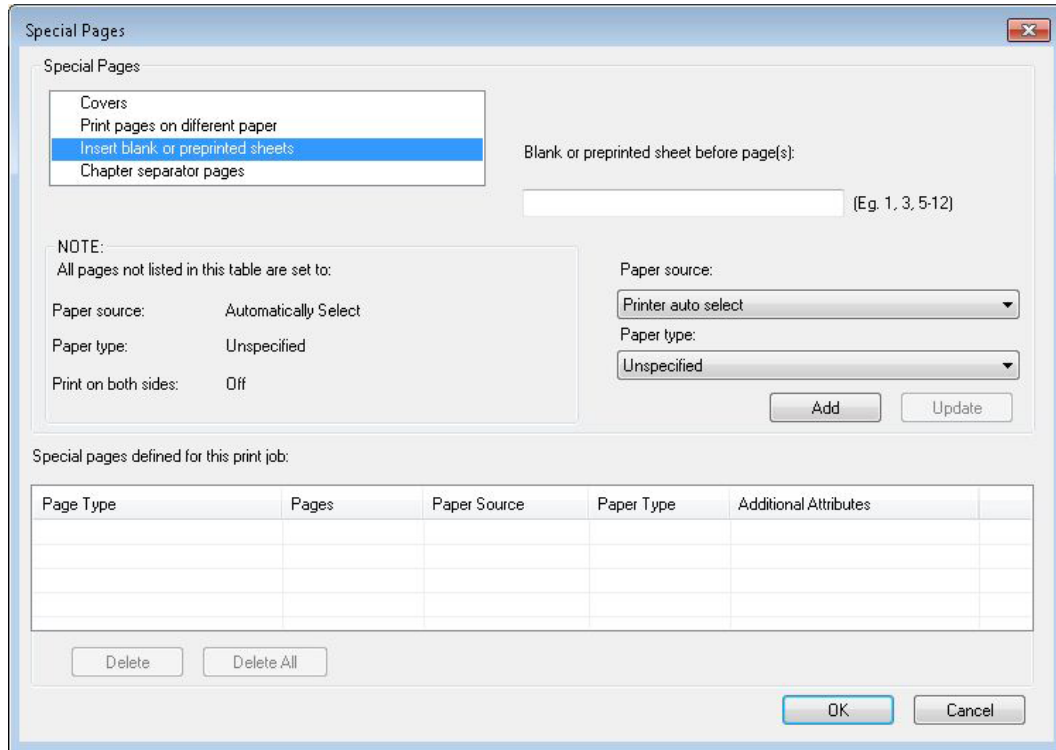 Special Pages
Special Pages
Covers
Print pages on different paper
Insert blank or preprinted sheets
Chapter separator pages
Blank or preprinted sheet before page(s):
(Eg. 1, 3, 5-12)
NOTE:
All pages not listed in this table are set to:
Paper source: Automatically Select
Paper type: Unspecified
Print on both sides: Off
Paper source:
Printer auto select
Paper type:
Unspecified
Add Update
Special pages defined for this print job:
Page Type Pages Paper Source Paper Type Additional Attributes
Delete Delete All
OK Cancel